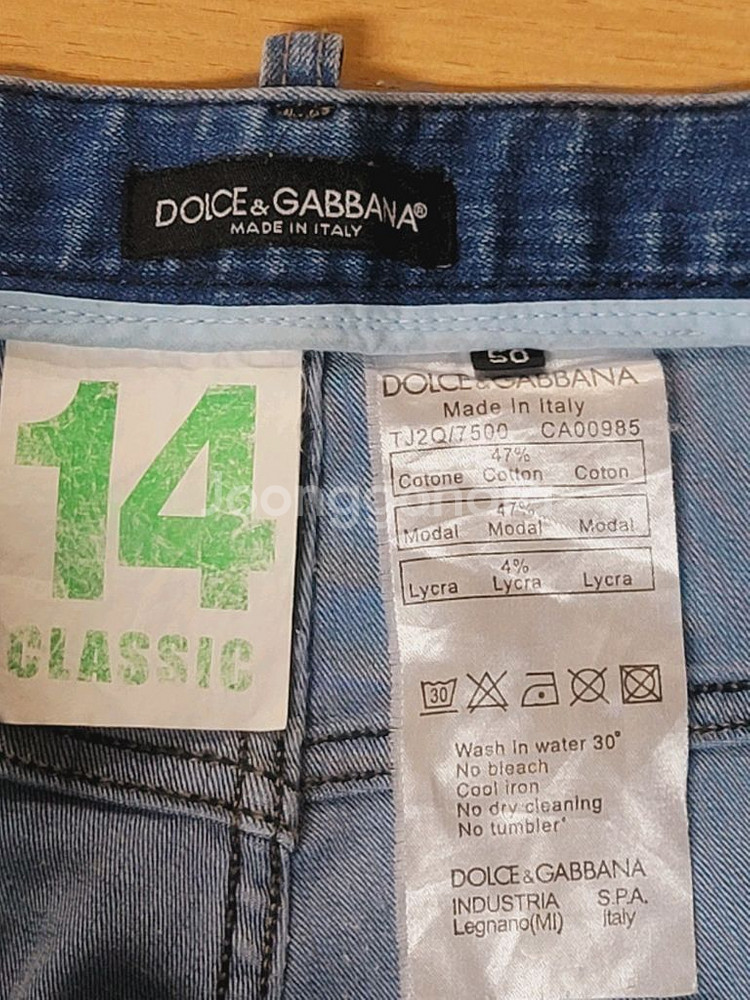 DOLCE & GABBANA®
MADE IN ITALY
14
CLASSIC
50
DOLCE & GABBANA
Made In Italy
TJ2Q/7500 CA00985
47%
Cotone Cotton Coton
47%
Modal Modal Modal
4%
Lycra Lycra Lycra
30
Wash In water 30°
No bleach
Cool iron
No dry cleaning
No tumbler
DOLCE & GABBANA
INDUSTRIA S.P.A.
Legnano(MI) Italy